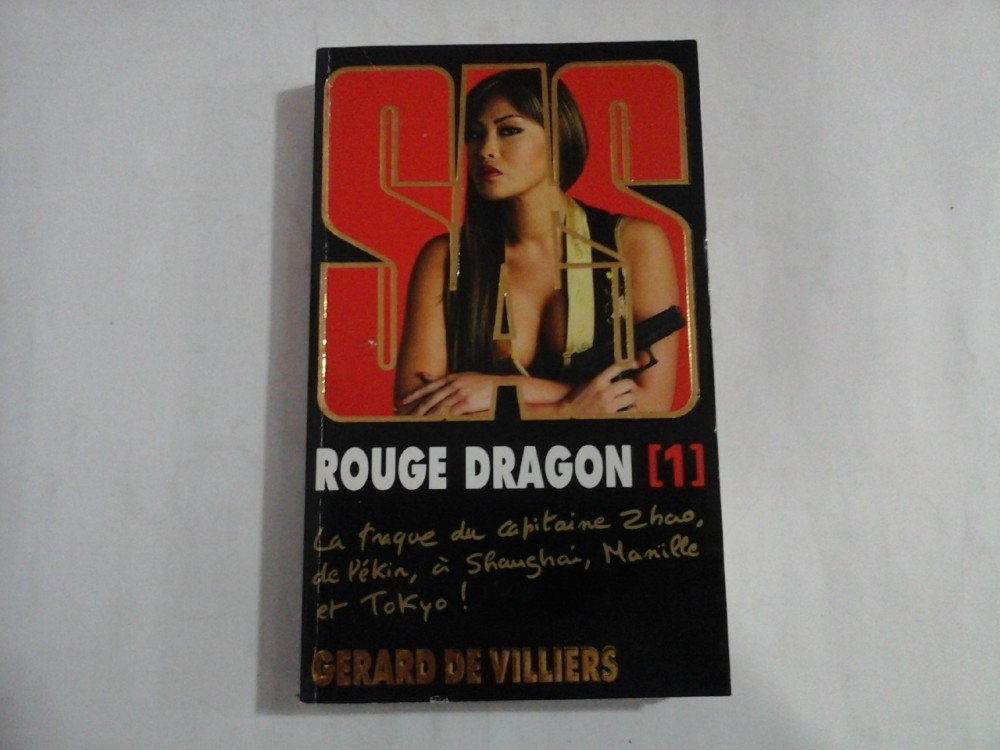 SAS
ROUGE DRAGON [1]
La traque du capitaine Zhao,
de Pékin, à Shanghai, Manille
et Tokyo !
GERARD DE VILLIERS